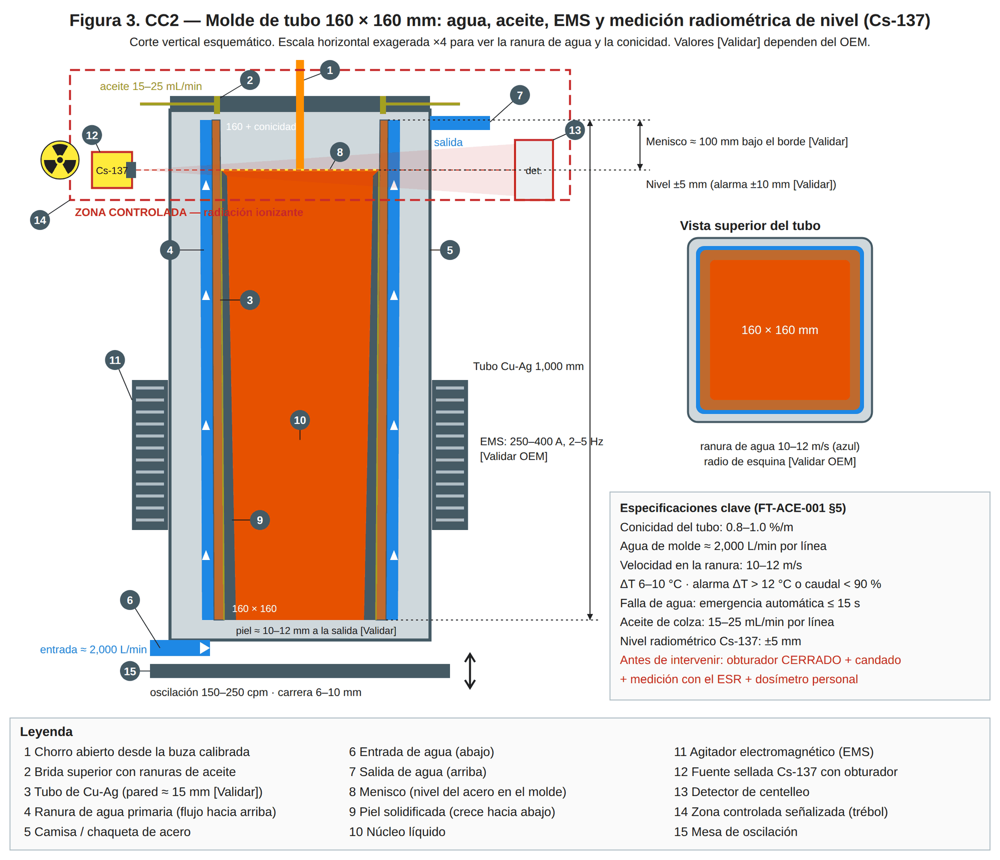 Figura 3. CC2 — Molde de tubo 160 × 160 mm: agua, aceite, EMS y medición radiométrica de nivel (Cs-137)
Corte vertical esquemático. Escala horizontal exagerada ×4 para ver la ranura de agua y la conicidad. Valores [Validar] dependen del OEM.
1
2
aceite 15–25 mL/min
7
160 + conicidad
12
13
salida
8
Menisco ≈ 100 mm bajo el borde [Validar]
Cs-137
det.
Nivel ±5 mm (alarma ±10 mm [Validar])
ZONA CONTROLADA — radiación ionizante
14
Vista superior del tubo
4
5
3
160 × 160 mm
11
Tubo Cu-Ag 1,000 mm
10
EMS: 250–400 A, 2–5 Hz
[Validar OEM]
ranura de agua 10–12 m/s (azul)
radio de esquina [Validar OEM]
9
Especificaciones clave (FT-ACE-001 §5)
Conicidad del tubo: 0.8–1.0 %/m
Agua de molde ≈ 2,000 L/min por línea
Velocidad en la ranura: 10–12 m/s
ΔT 6–10 °C · alarma ΔT > 12 °C o caudal < 90 %
Falla de agua: emergencia automática ≤ 15 s
Aceite de colza: 15–25 mL/min por línea
Nivel radiométrico Cs-137: ±5 mm
Antes de intervenir: obturador CERRADO + candado
+ medición con el ESR + dosímetro personal
6
160 × 160
piel ≈ 10–12 mm a la salida [Validar]
entrada ≈ 2,000 L/min
15
oscilación 150–250 cpm · carrera 6–10 mm
Leyenda
1 Chorro abierto desde la buza calibrada
2 Brida superior con ranuras de aceite
3 Tubo de Cu-Ag (pared ≈ 15 mm [Validar])
4 Ranura de agua primaria (flujo hacia arriba)
5 Camisa / chaqueta de acero
6 Entrada de agua (abajo)
7 Salida de agua (arriba)
8 Menisco (nivel del acero en el molde)
9 Piel solidificada (crece hacia abajo)
10 Núcleo líquido
11 Agitador electromagnético (EMS)
12 Fuente sellada Cs-137 con obturador
13 Detector de centelleo
14 Zona controlada señalizada (trébol)
15 Mesa de oscilación